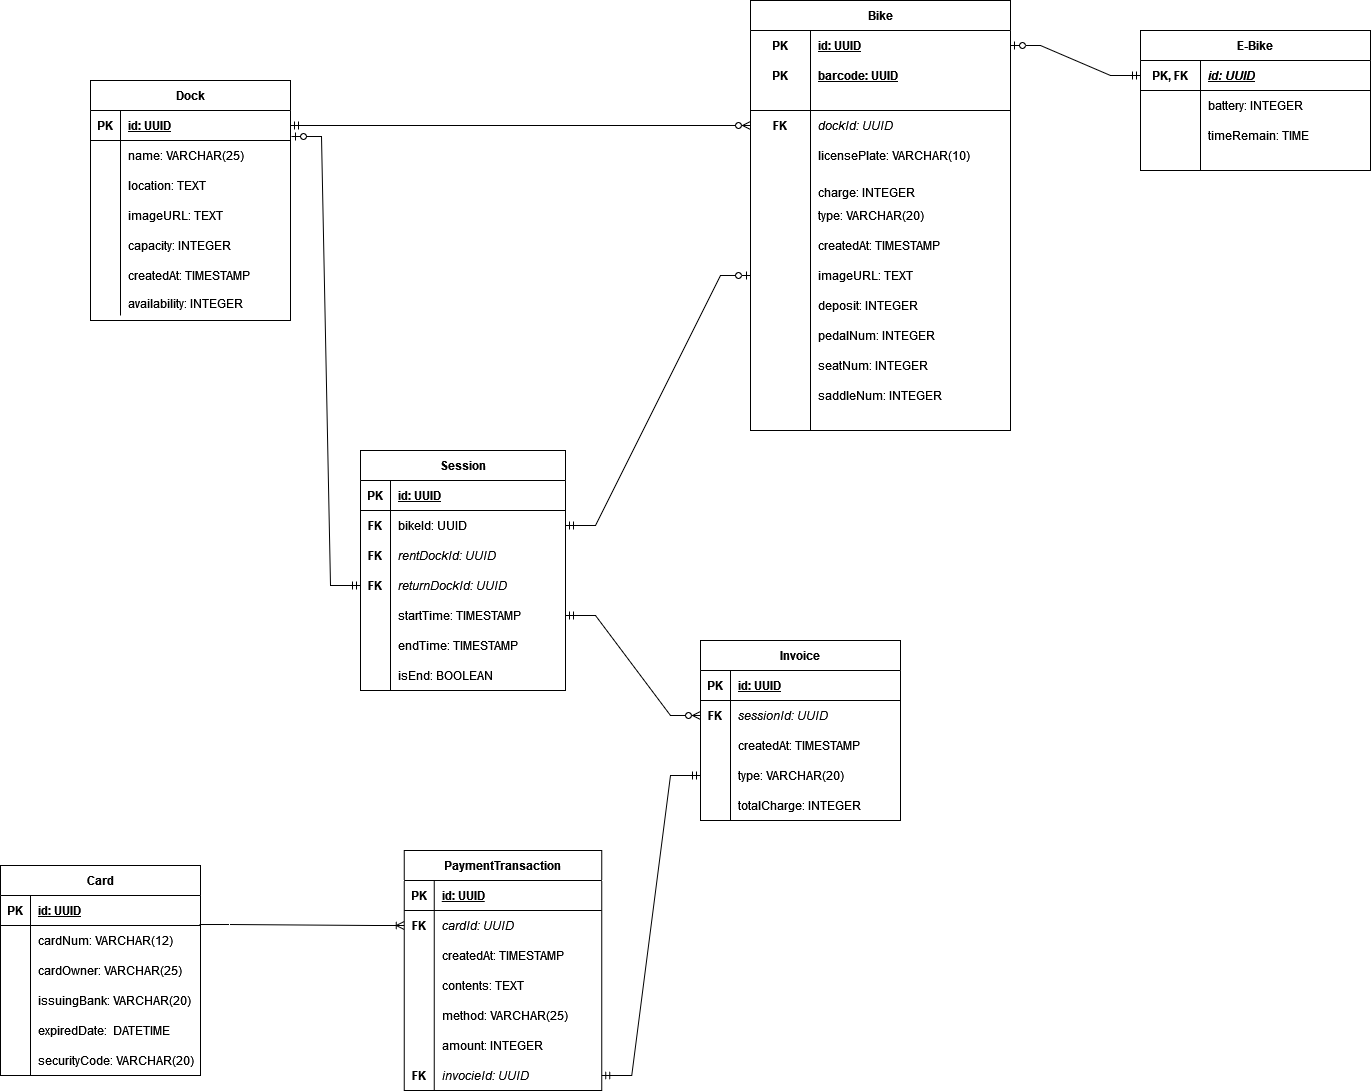 Bike
PK id: UUID
PK barcode: UUID
FK dockId: UUID
licensePlate: VARCHAR(10)
charge: INTEGER
type: VARCHAR(20)
createdAt: TIMESTAMP
imageURL: TEXT
deposit: INTEGER
pedalNum: INTEGER
seatNum: INTEGER
saddleNum: INTEGER
E-Bike
PK, FK id: UUID
battery: INTEGER
timeRemain: TIME
Dock
PK id: UUID
name: VARCHAR(25)
location: TEXT
imageURL: TEXT
capacity: INTEGER
createdAt: TIMESTAMP
availability: INTEGER
Session
PK id: UUID
FK bikeId: UUID
FK rentDockId: UUID
FK returnDockId: UUID
startTime: TIMESTAMP
endTime: TIMESTAMP
isEnd: BOOLEAN
Invoice
PK id: UUID
FK sessionId: UUID
createdAt: TIMESTAMP
type: VARCHAR(20)
totalCharge: INTEGER
Card
PK id: UUID
cardNum: VARCHAR(12)
cardOwner: VARCHAR(25)
issuingBank: VARCHAR(20)
expiredDate: DATETIME
securityCode: VARCHAR(20)
PaymentTransaction
PK id: UUID
FK cardId: UUID
createdAt: TIMESTAMP
contents: TEXT
method: VARCHAR(25)
amount: INTEGER
FK invocieId: UUID